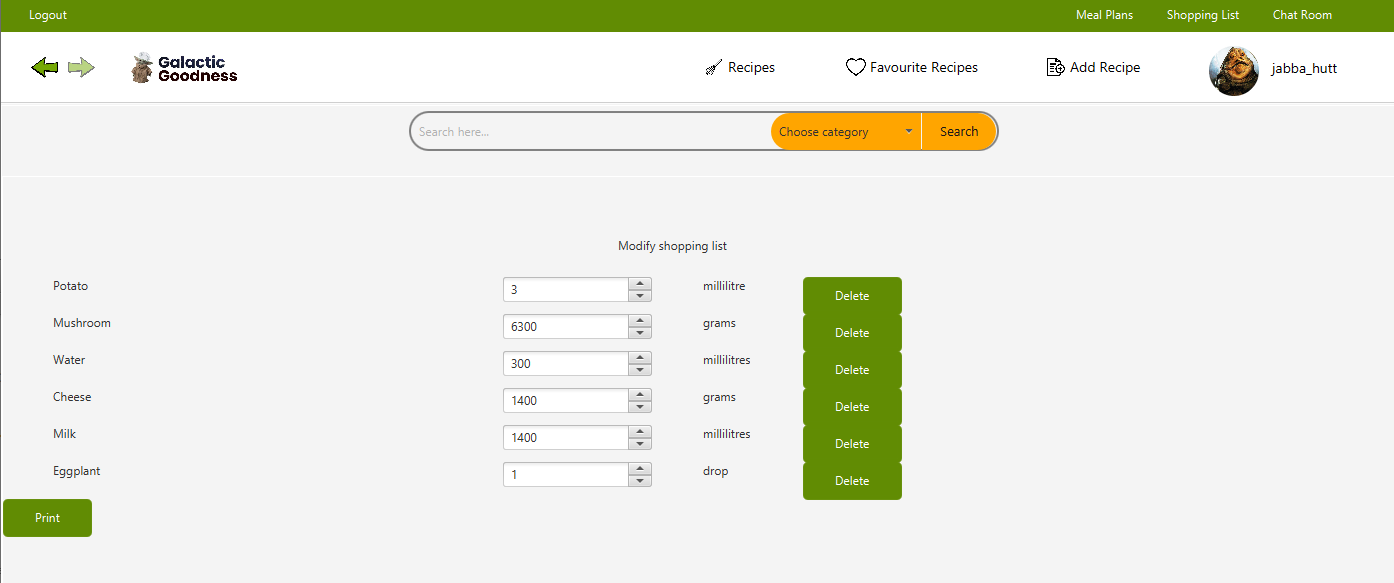 Logout Meal Plans Shopping List Chat Room
Galactic
Goodness
Recipes Favourite Recipes Add Recipe jabba_hutt
Search here... Choose category Search
Modify shopping list
Potato 3 millilitre Delete
Mushroom 6300 grams Delete
Water 300 millilitres Delete
Cheese 1400 grams Delete
Milk 1400 millilitres Delete
Eggplant 1 drop Delete
Print